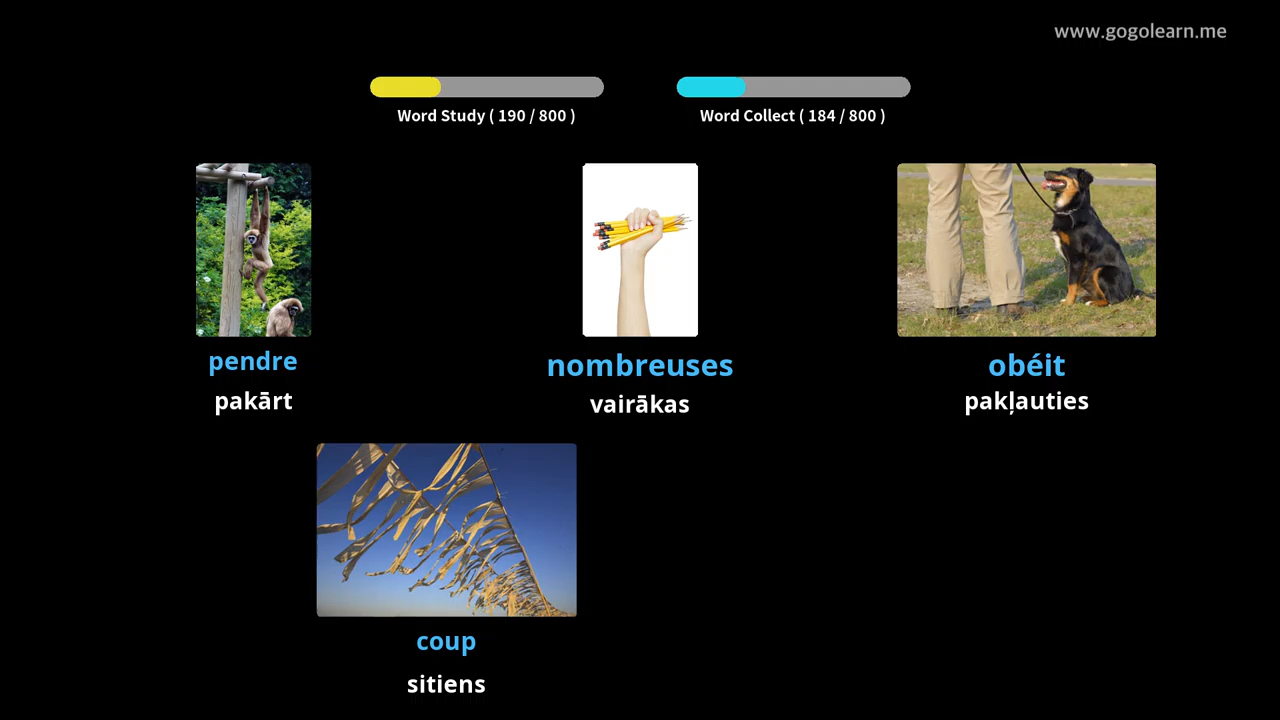 www.gogolearn.me
Word Study ( 190 / 800 )
Word Collect ( 184 / 800 )
pendre
pakārt
nombreuses
vairākas
obéit
pakļauties
coup
sitiens